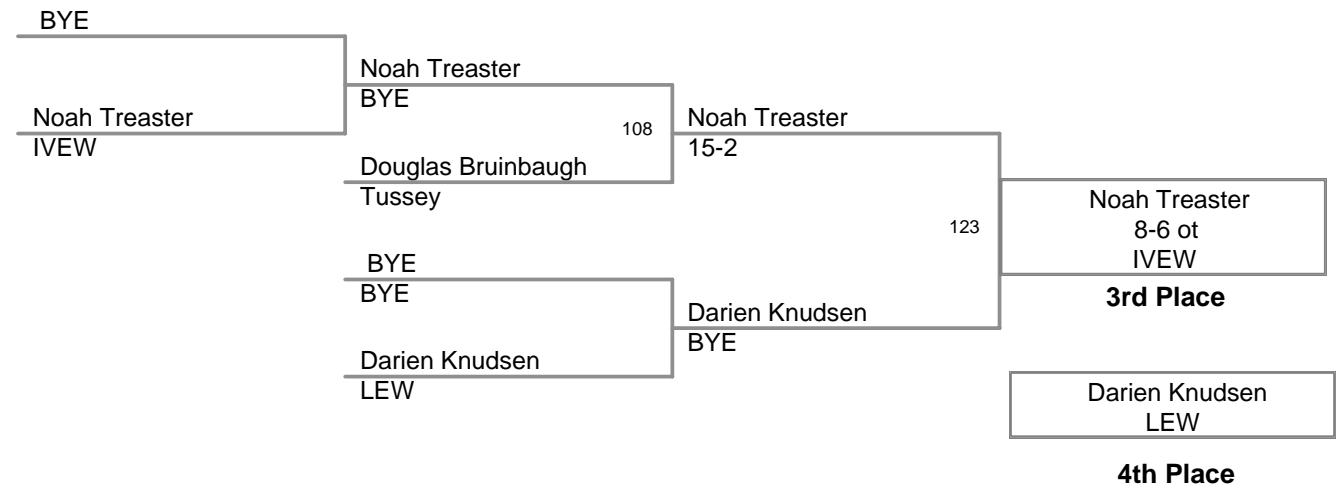 BYE
Noah Treaster
IVEW
Noah Treaster
BYE
108
Douglas Bruinbaugh
Tussey
BYE
BYE
Darien Knudsen
LEW
Noah Treaster
15-2
123
Darien Knudsen
BYE
Noah Treaster
8-6 ot
IVEW
3rd Place
Darien Knudsen
LEW
4th Place